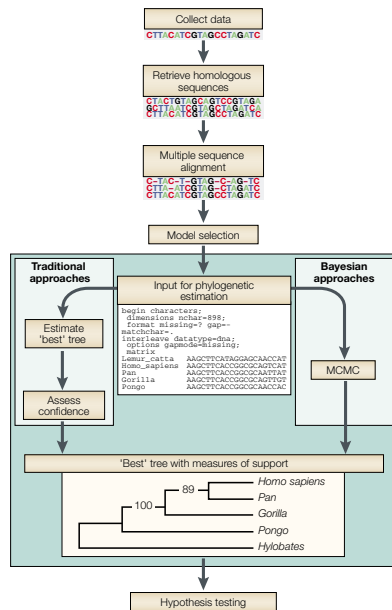 Collect data
CTTACATCGTAGCCTAGATC
Retrieve homologous
sequences
CTACTGTAGCAGTCCGTAGA
GCTTAATCGTAGCTAGATCA
CTTACATCGTAGCCTAGATC
Multiple sequence
alignment
C-TAC-T-GTAG-C-AG-TC
CTTA-ATCGTAG-CTAGATC
CTTACATCGTAGCCTAGATC
Model selection
Traditional
approaches
Input for phylogenetic
estimation
Bayesian
approaches
begin characters;
dimensions nchar=898;
format missing=? gap=-
matchchar=.
interleave datatype=dna;
options gapmode=missing;
matrix
Lemur_catta AAGCTTCATAGGAGCAACCAT
Homo_sapiens AAGCTTCACCGGCGCAGTCAT
Pan AAGCTTCACCGGCGCAATTAT
Gorilla AAGCTTCACCGGCGCAGTTGT
Pongo AAGCTTCACCGGCGCAACCAC
Estimate
'best' tree
Assess
confidence
MCMC
'Best' tree with measures of support
Homo sapiens
89
Pan
100
Gorilla
Pongo
Hylobates
Hypothesis testing